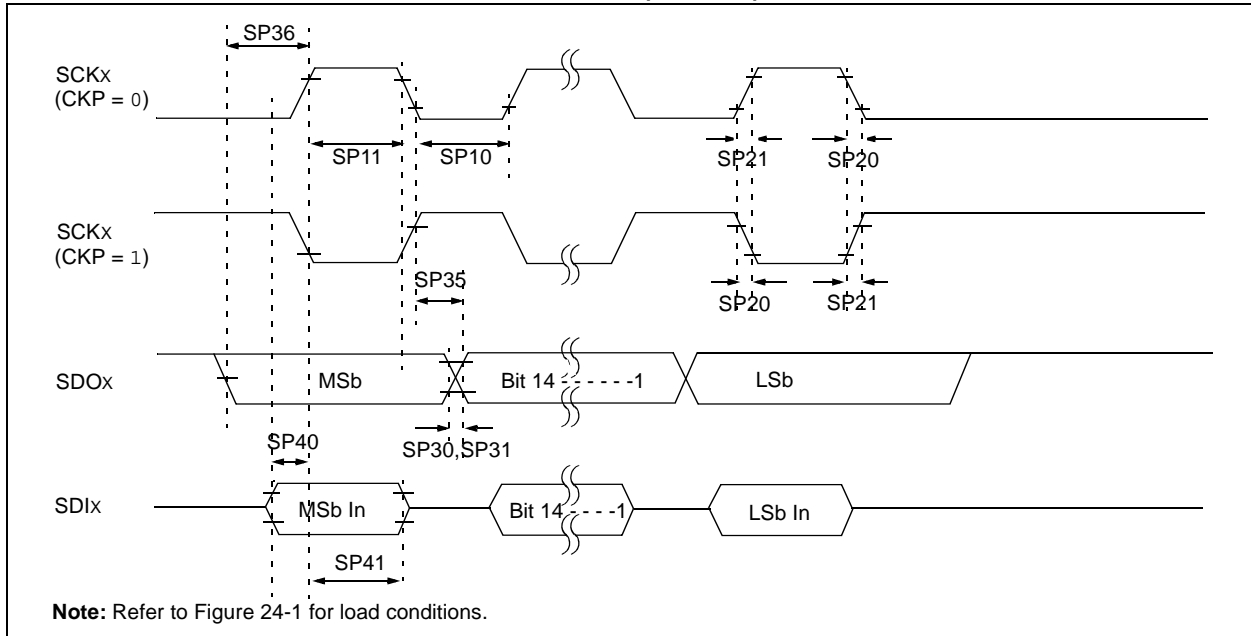 SP36
SCKx
(CKP = 0)
SP11
SP10
SP21
SP20
SCKx
(CKP = 1)
SP35
SP20
SP21
SDOx
MSb
Bit 14 - - - - - -1
LSb
SP40
SP30,SP31
SDIx
MSb In
Bit 14 - - - -1
LSb In
SP41
Note: Refer to Figure 24-1 for load conditions.